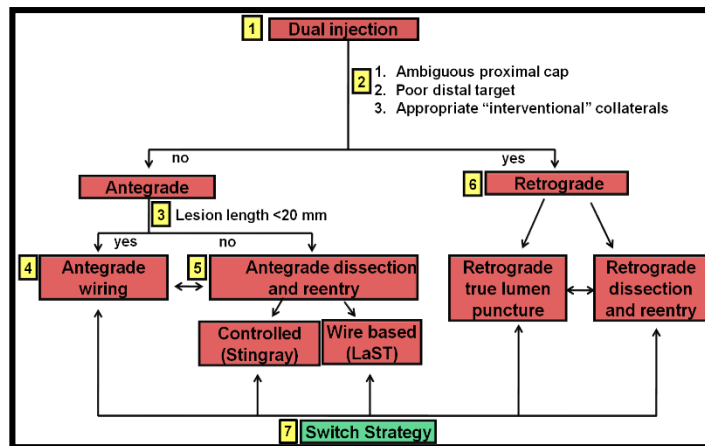 1 Dual injection
2
1. Ambiguous proximal cap
2. Poor distal target
3. Appropriate “interventional” collaterals
no
yes
Antegrade
6 Retrograde
3 Lesion length <20 mm
yes
no
4 Antegrade
wiring
5 Antegrade dissection
and reentry
Retrograde
true lumen
puncture
Retrograde
dissection
and reentry
Controlled
(Stingray)
Wire based
(LaST)
7 Switch Strategy